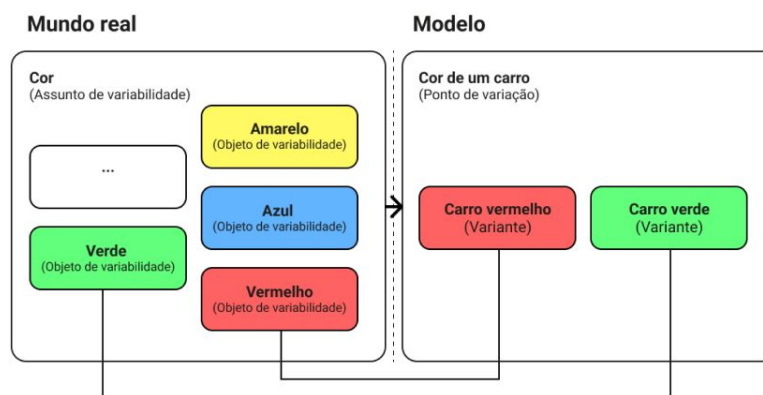 Mundo real
Modelo
Cor
(Assunto de variabilidade)
Amarelo
(Objeto de variabilidade)
...
Azul
(Objeto de variabilidade)
Verde
(Objeto de variabilidade)
Vermelho
(Objeto de variabilidade)
Cor de um carro
(Ponto de variação)
Carro vermelho
(Variante)
Carro verde
(Variante)